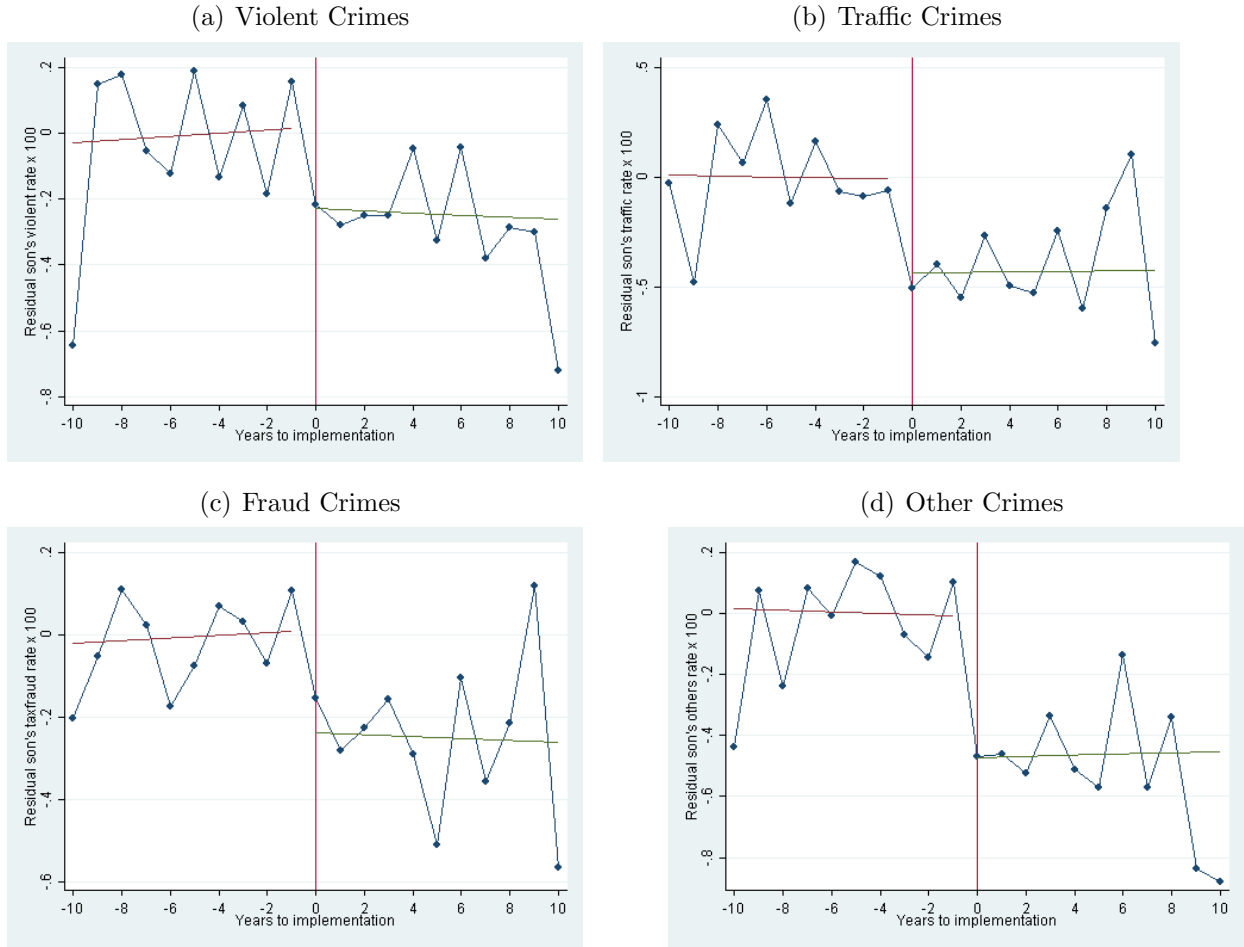 (a) Violent Crimes
Residual son's violent rate x 100
.2
0
-.2
-.4
-.6
-.8
-10 -8 -6 -4 -2 0 2 4 6 8 10
Years to implementation
(b) Traffic Crimes
Residual son's traffic rate x 100
.5
0
-.5
-1
-10 -8 -6 -4 -2 0 2 4 6 8 10
Years to implementation
(c) Fraud Crimes
Residual son's taxfraud rate x 100
.2
0
-.2
-.4
-.6
-10 -8 -6 -4 -2 0 2 4 6 8 10
Years to implementation
(d) Other Crimes
Residual son's others rate x 100
.2
0
-.2
-.4
-.6
-.8
-10 -8 -6 -4 -2 0 2 4 6 8 10
Years to implementation